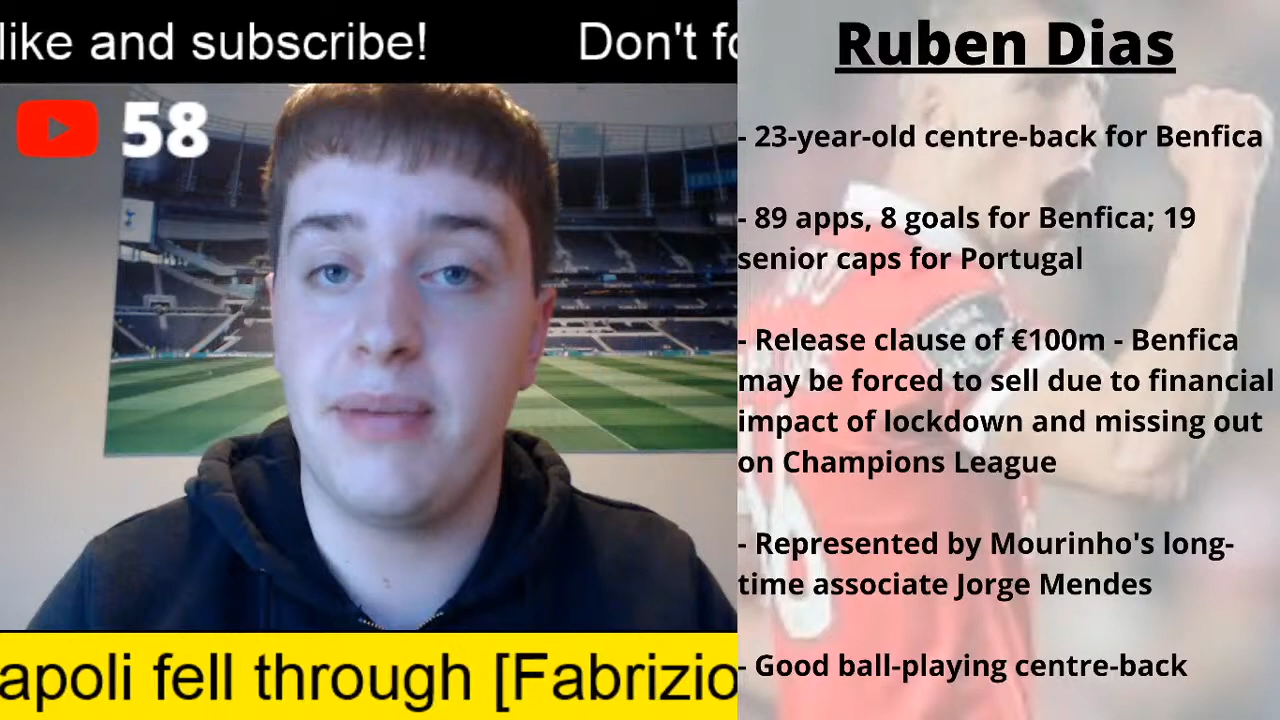 like and subscribe!
Don't fo
58
apoli fell through [Fabrizio
Ruben Dias
- 23-year-old centre-back for Benfica
- 89 apps, 8 goals for Benfica; 19
senior caps for Portugal
- Release clause of €100m - Benfica
may be forced to sell due to financial
impact of lockdown and missing out
on Champions League
- Represented by Mourinho's long-
time associate Jorge Mendes
- Good ball-playing centre-back